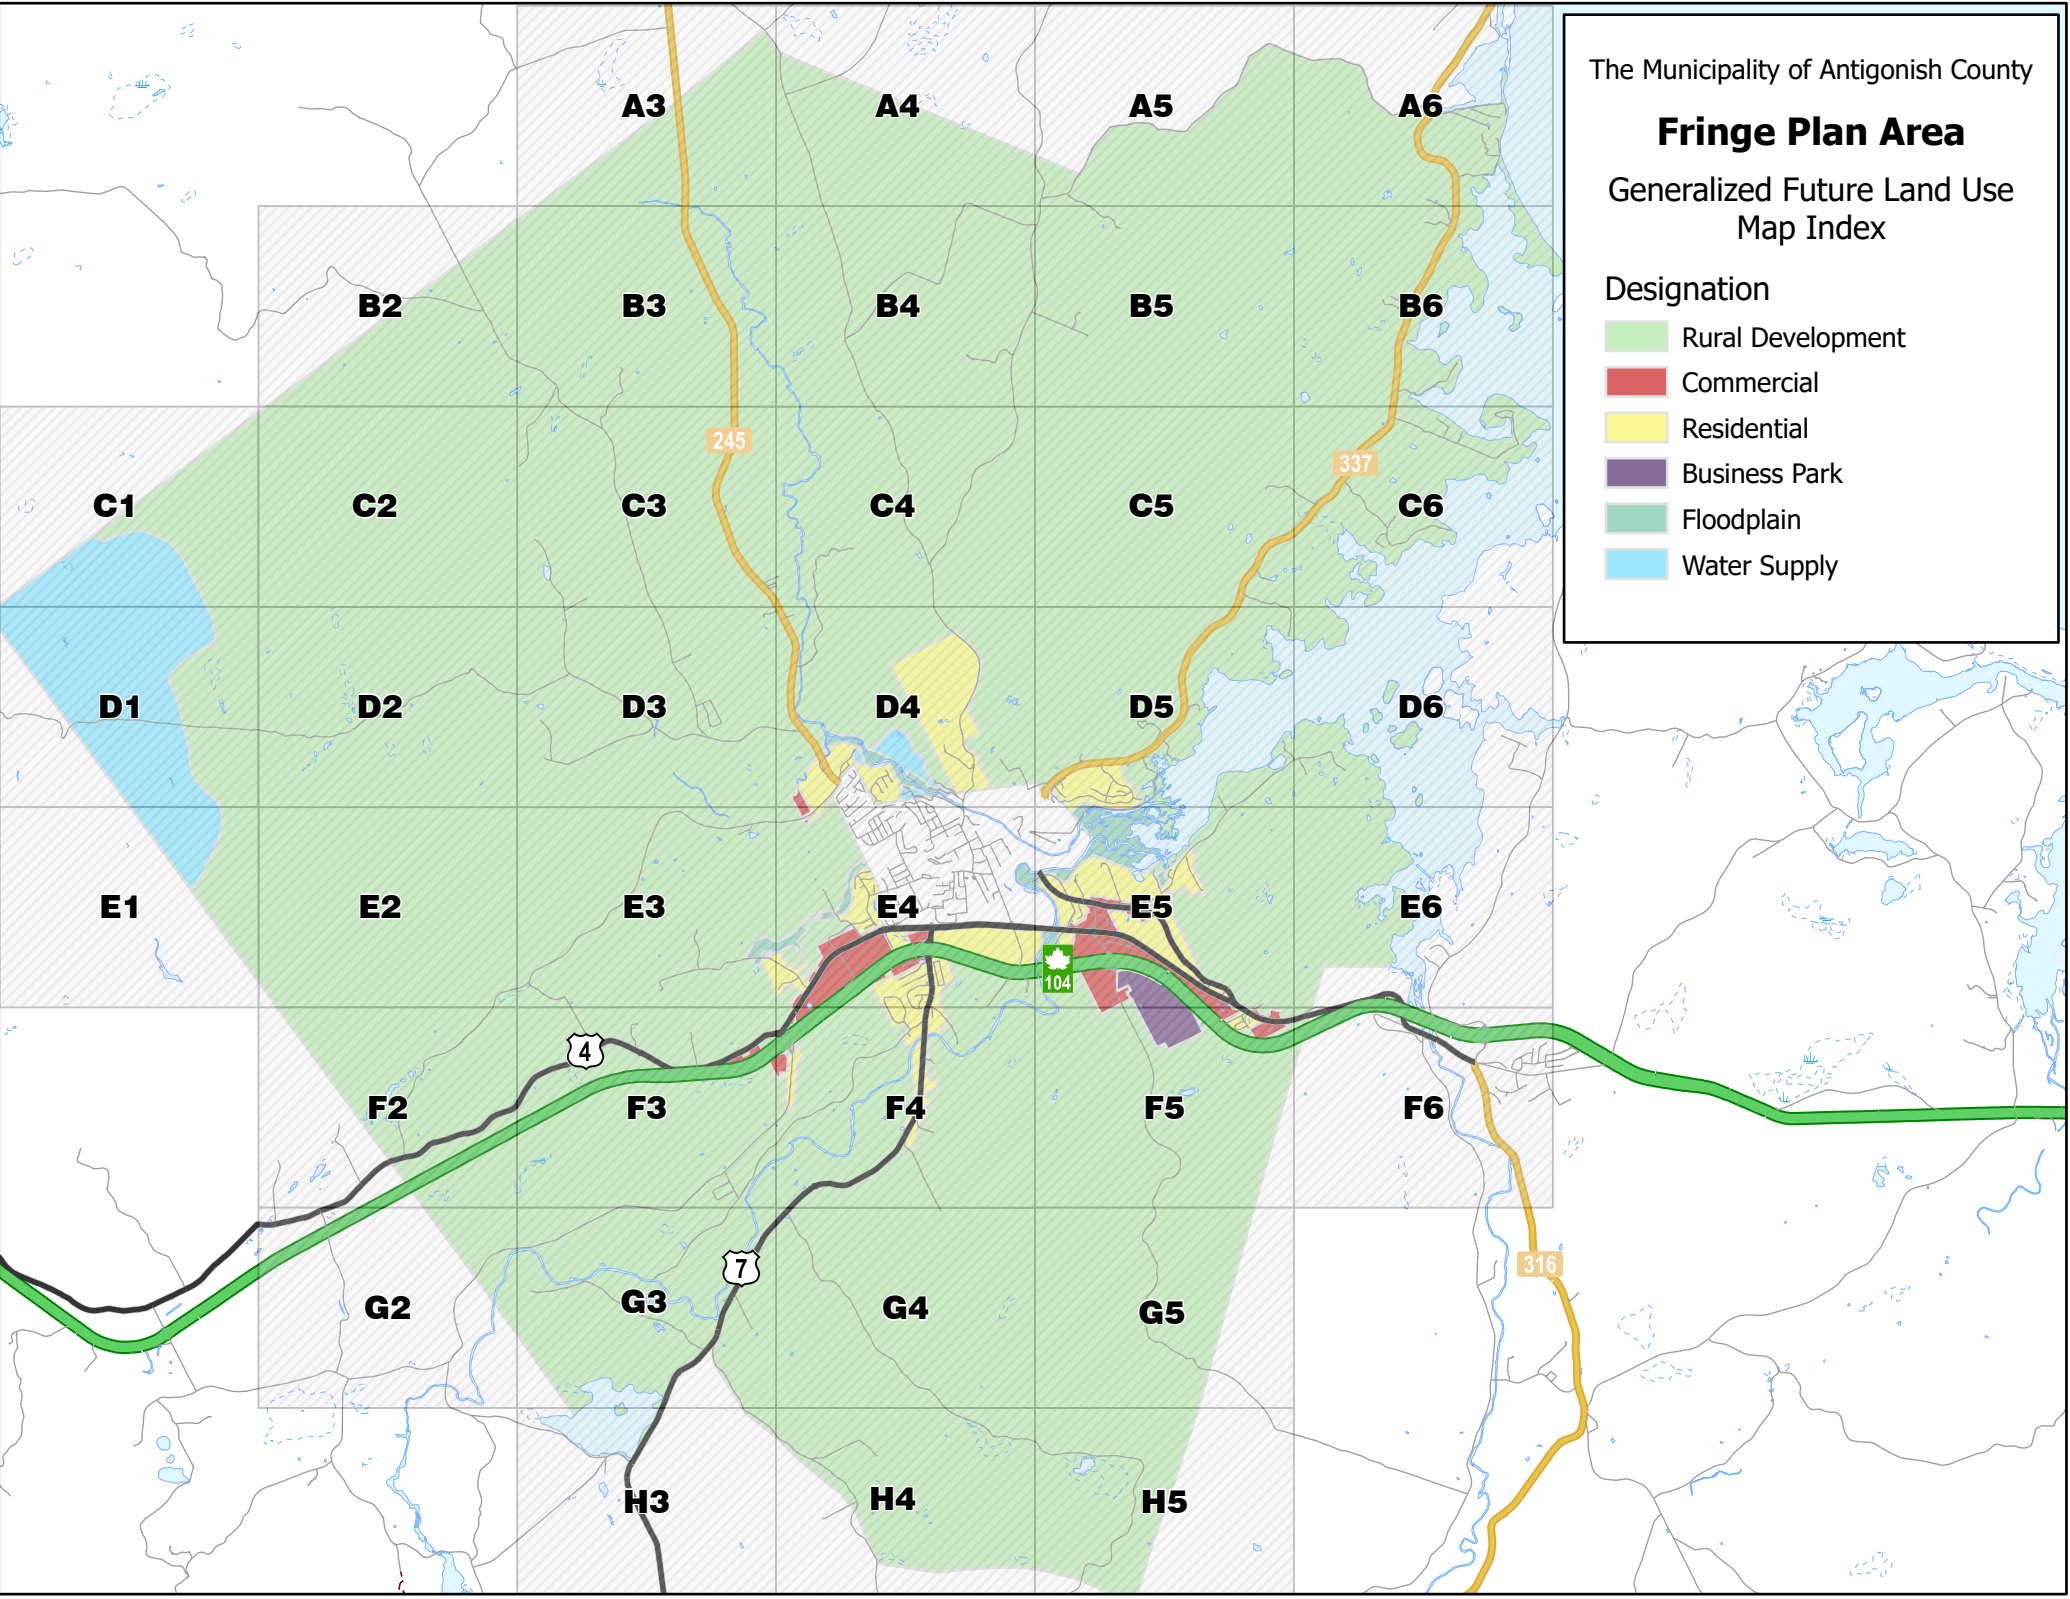 The Municipality of Antigonish County
Fringe Plan Area
Generalized Future Land Use
Map Index
Designation
Rural Development
Commercial
Residential
Business Park
Floodplain
Water Supply
A3
A4
A5
A6
B2
B3
B4
B5
B6
245
337
C1
C2
C3
C4
C5
C6
D1
D2
D3
D4
D5
D6
E1
E2
E3
E4
E5
E6
104
4
F2
F3
F4
F5
F6
7
316
G2
G3
G4
G5
H3
H4
H5